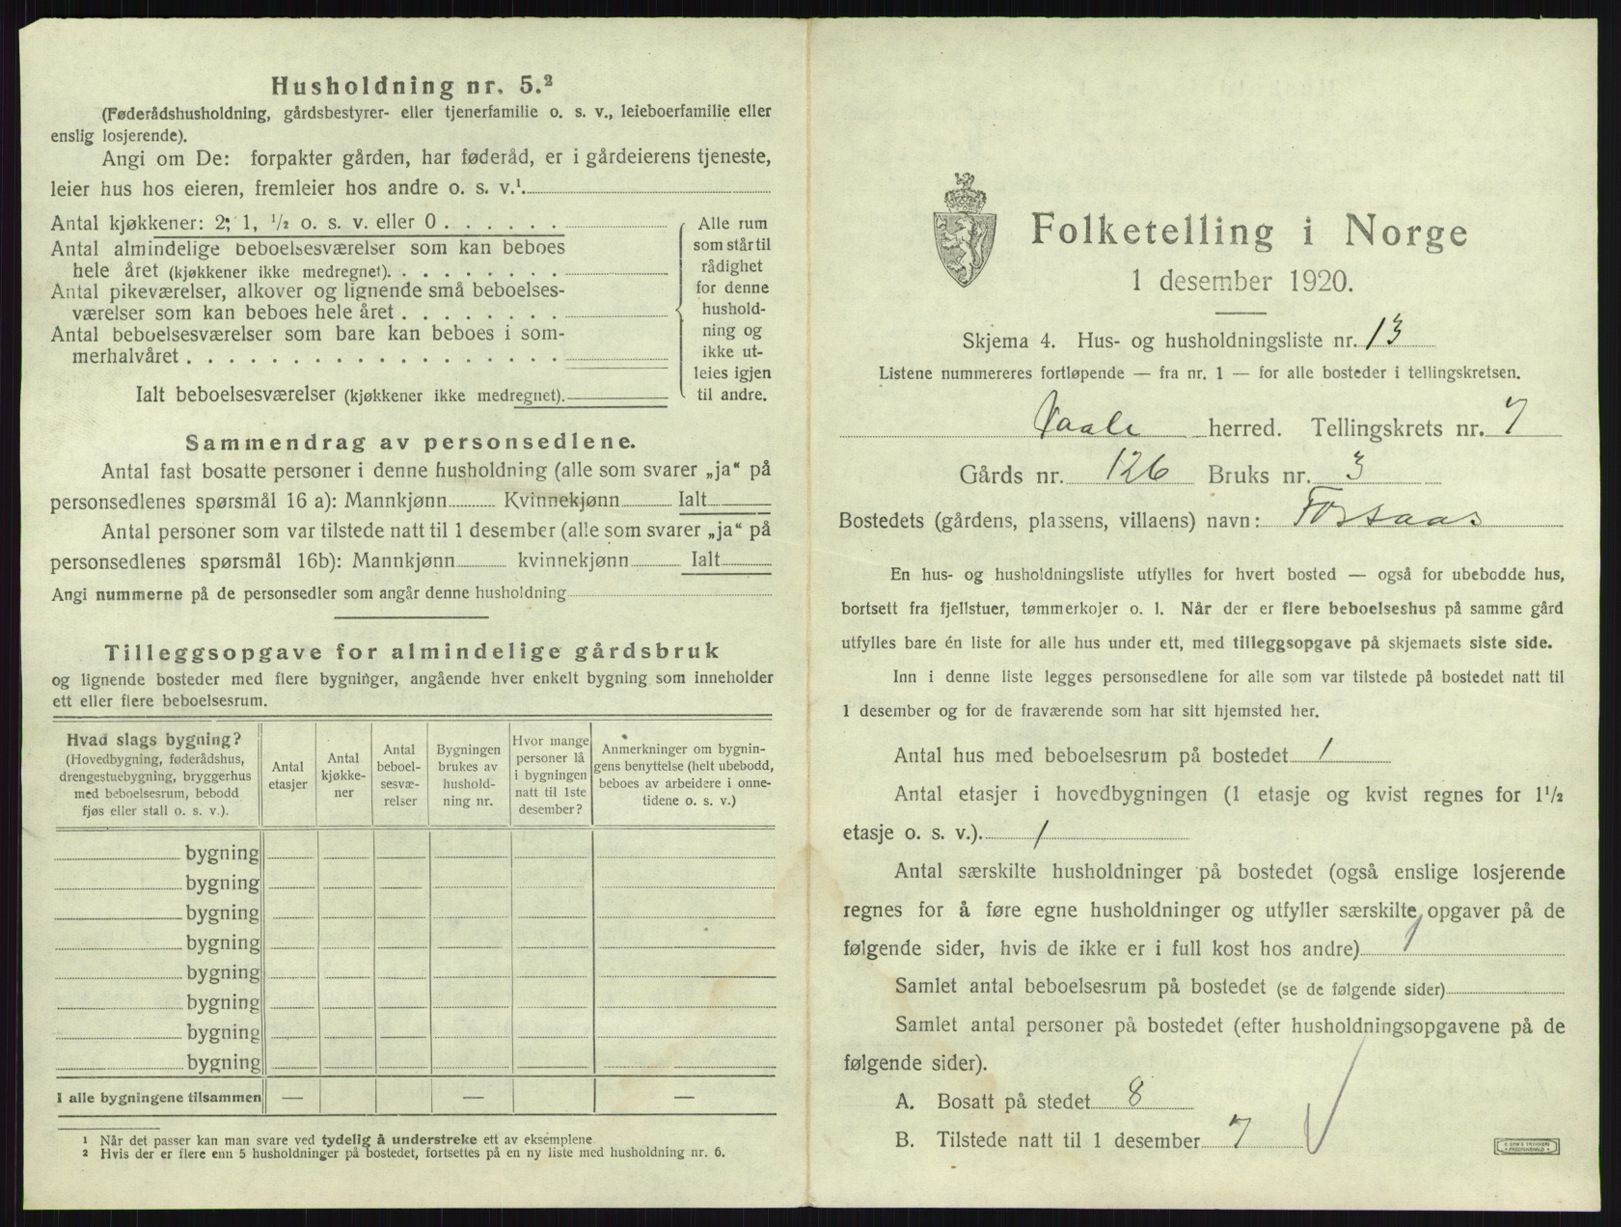 Husholdning nr. 5.²
(Føderådshusholdning, gårdsbestyrer- eller tjenerfamilie o. s. v., leieboerfamilie eller
enslig losjerende).
Angi om De: forpakter gården, har føderåd, er i gårdeierens tjeneste,
leier hus hos eieren, fremleier hos andre o. s. v.¹.
Antal kjøkkener: 2; 1, ½ o. s. v. eller 0 . . . . . .
Antal almindelige beboelsesværelser som kan beboes
hele året (kjøkkener ikke medregnet). . . . . . . . .
Antal pikeværelser, alkover og lignende små beboelses-
værelser som kan beboes hele året . . . . . . . .
Antal beboelsesværelser som bare kan beboes i som-
merhalvåret . . . . . . . . . . . . . . . . . .
Ialt beboelsesværelser (kjøkkener ikke medregnet).
Alle rum
som står til
rådighet
for denne
hushold-
ning og
ikke ut-
leies igjen
til andre.
Sammendrag av personsedlene.
Antal fast bosatte personer i denne husholdning (alle som svarer „ja“ på
personsedlenes spørsmål 16 a): Mannkjønn Kvinnekjønn Ialt
Antal personer som var tilstede natt til 1 desember (alle som svarer „ja“ på
personsedlenes spørsmål 16b): Mannkjønn kvinnekjønn Ialt
Angi nummerne på de personsedler som angår denne husholdning
Tilleggsopgave for almindelige gårdsbruk
og lignende bosteder med flere bygninger, angående hver enkelt bygning som inneholder
ett eller flere beboelsesrum.
Hvad slags bygning?
(Hovedbygning, føderådshus,
drengestuebygning, bryggerhus
med beboelsesrum, bebodd
fjøs eller stall o. s. v.).
Antal
etasjer
Antal
kjøkke-
ner
Antal
beboel-
sesvæ-
relser
Bygningen
brukes av
hushold-
ning nr.
Hvor mange
personer lå
i bygningen
natt til 1ste
desember?
Anmerkninger om bygnin-
gens benyttelse (helt ubebodd,
beboes av arbeidere i onne-
tidene o. s. v.)
bygning
bygning
bygning
bygning
bygning
bygning
bygning
bygning
I alle bygningene tilsammen — — —
¹ Når det passer kan man svare ved tydelig å understreke ett av eksemplene
² Hvis der er flere enn 5 husholdninger på bostedet, fortsettes på en ny liste med husholdning nr. 6.
Folketelling i Norge
1 desember 1920.
Skjema 4. Hus- og husholdningsliste nr. 13
Listene nummereres fortløpende — fra nr. 1 — for alle bosteder i tellingskretsen.
Vaale herred. Tellingskrets nr. 7
Gårds nr. 126 Bruks nr. 3
Bostedets (gårdens, plassens, villaens) navn: Forsaas
En hus- og husholdningsliste utfylles for hvert bosted — også for ubebodde hus,
bortsett fra fjellstuer, tømmerkojer o. l. Når der er flere beboelseshus på samme gård
utfylles bare én liste for alle hus under ett, med tilleggsopgave på skjemaets siste side.
Inn i denne liste legges personsedlene for alle som var tilstede på bostedet natt til
1 desember og for de fraværende som har sitt hjemsted her.
Antal hus med beboelsesrum på bostedet 1
Antal etasjer i hovedbygningen (1 etasje og kvist regnes for 1½
etasje o. s. v.). 1
Antal særskilte husholdninger på bostedet (også enslige losjerende
regnes for å føre egne husholdninger og utfyller særskilte opgaver på de
følgende sider, hvis de ikke er i full kost hos andre) 1
Samlet antal beboelsesrum på bostedet (se de følgende sider)
Samlet antal personer på bostedet (efter husholdningsopgavene på de
følgende sider).
A. Bosatt på stedet 8
B. Tilstede natt til 1 desember 7